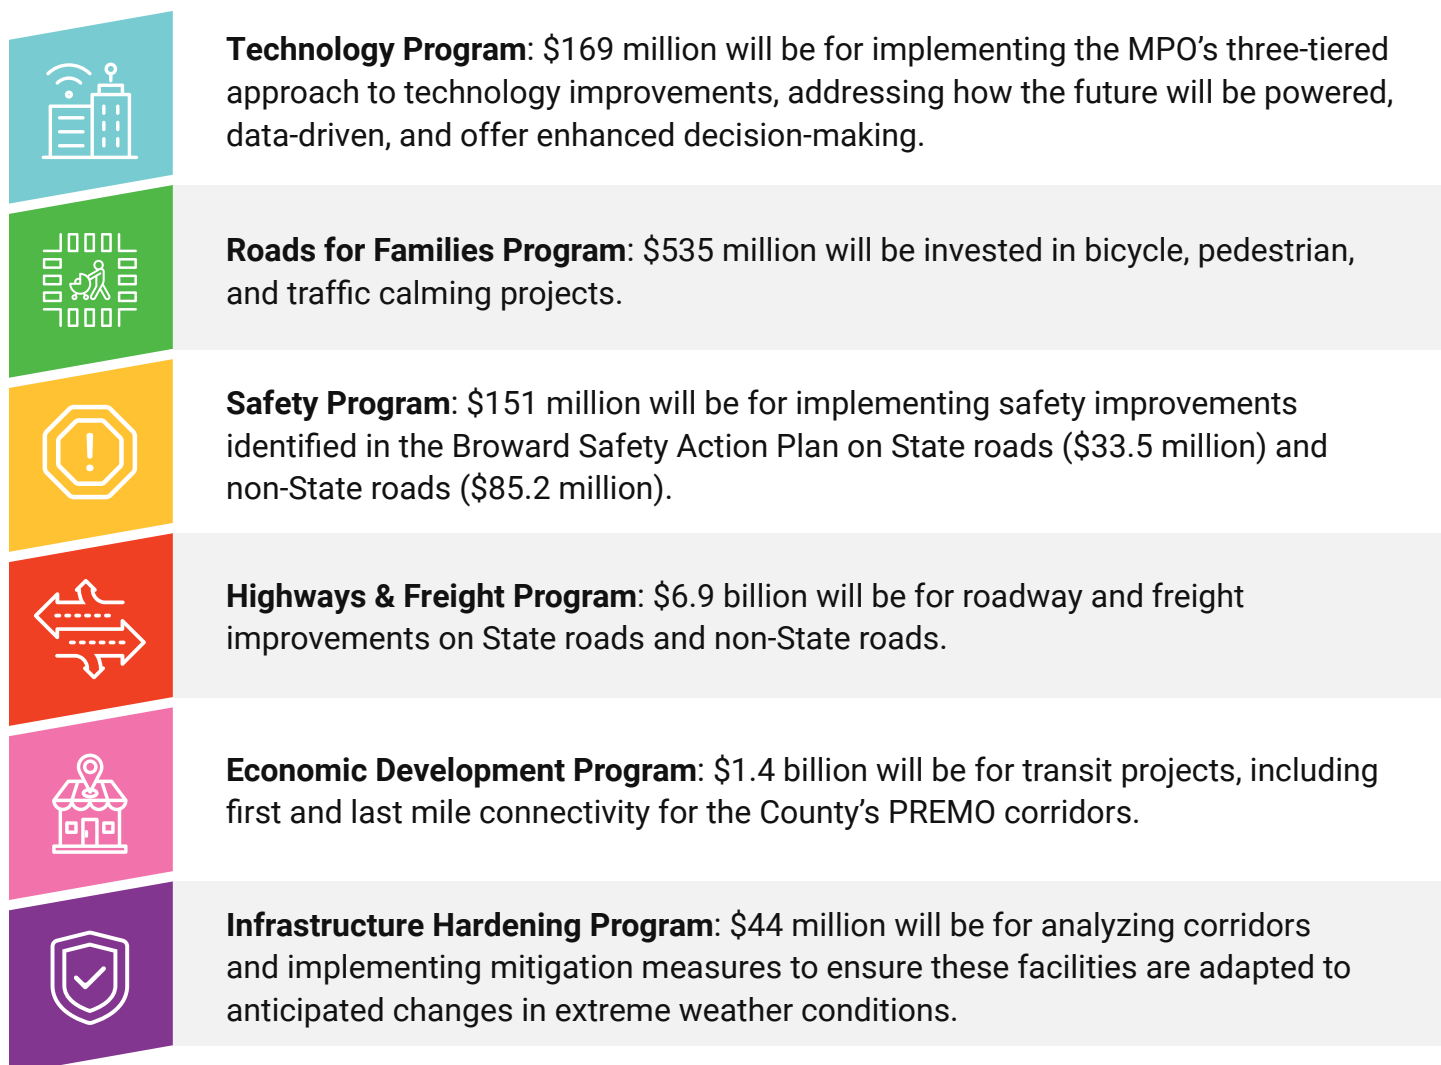 Technology Program: $169 million will be for implementing the MPO’s three-tiered
approach to technology improvements, addressing how the future will be powered,
data-driven, and offer enhanced decision-making.
Roads for Families Program: $535 million will be invested in bicycle, pedestrian,
and traffic calming projects.
Safety Program: $151 million will be for implementing safety improvements
identified in the Broward Safety Action Plan on State roads ($33.5 million) and
non-State roads ($85.2 million).
Highways & Freight Program: $6.9 billion will be for roadway and freight
improvements on State roads and non-State roads.
Economic Development Program: $1.4 billion will be for transit projects, including
first and last mile connectivity for the County’s PREMO corridors.
Infrastructure Hardening Program: $44 million will be for analyzing corridors
and implementing mitigation measures to ensure these facilities are adapted to
anticipated changes in extreme weather conditions.